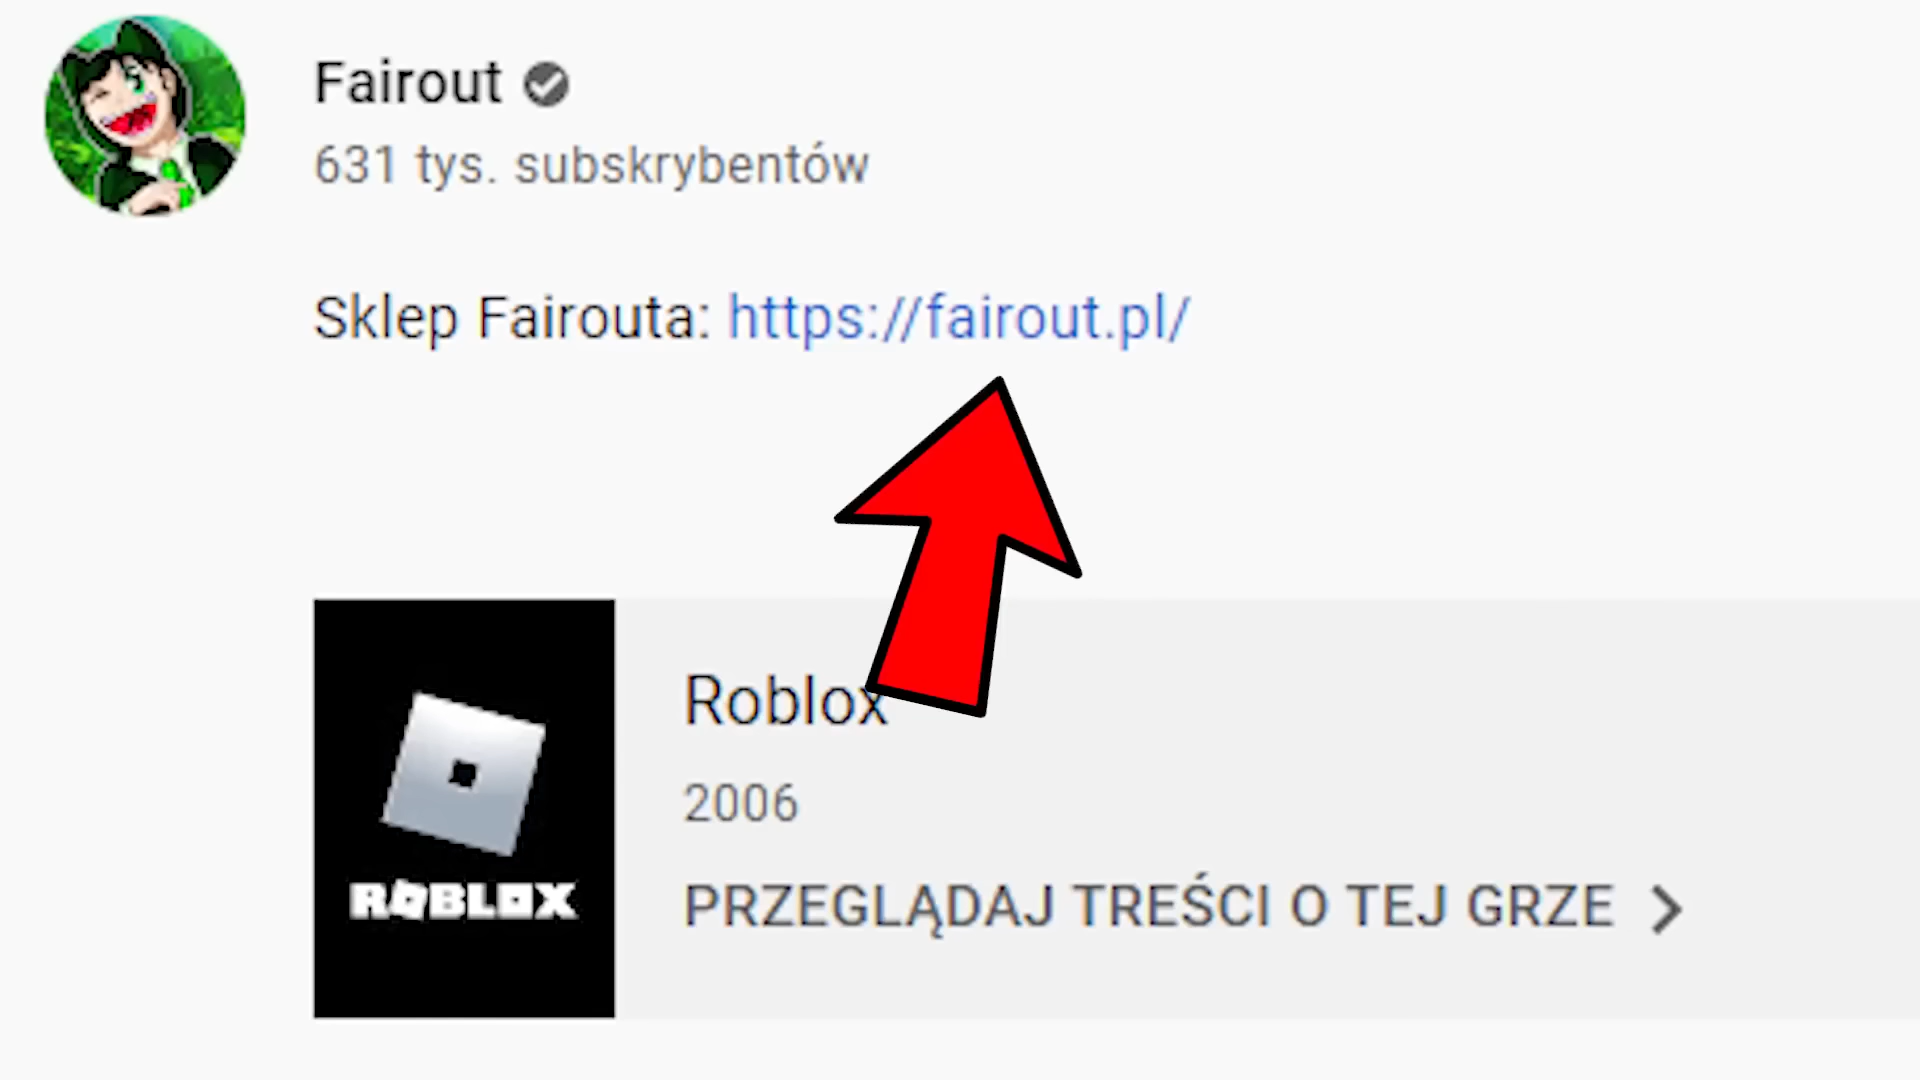 Fairout
631 tys. subskrybentów
Sklep Fairouta: https://fairout.pl/
Roblox
2006
ROBLOX
PRZEGLĄDAJ TREŚCI O TEJ GRZE